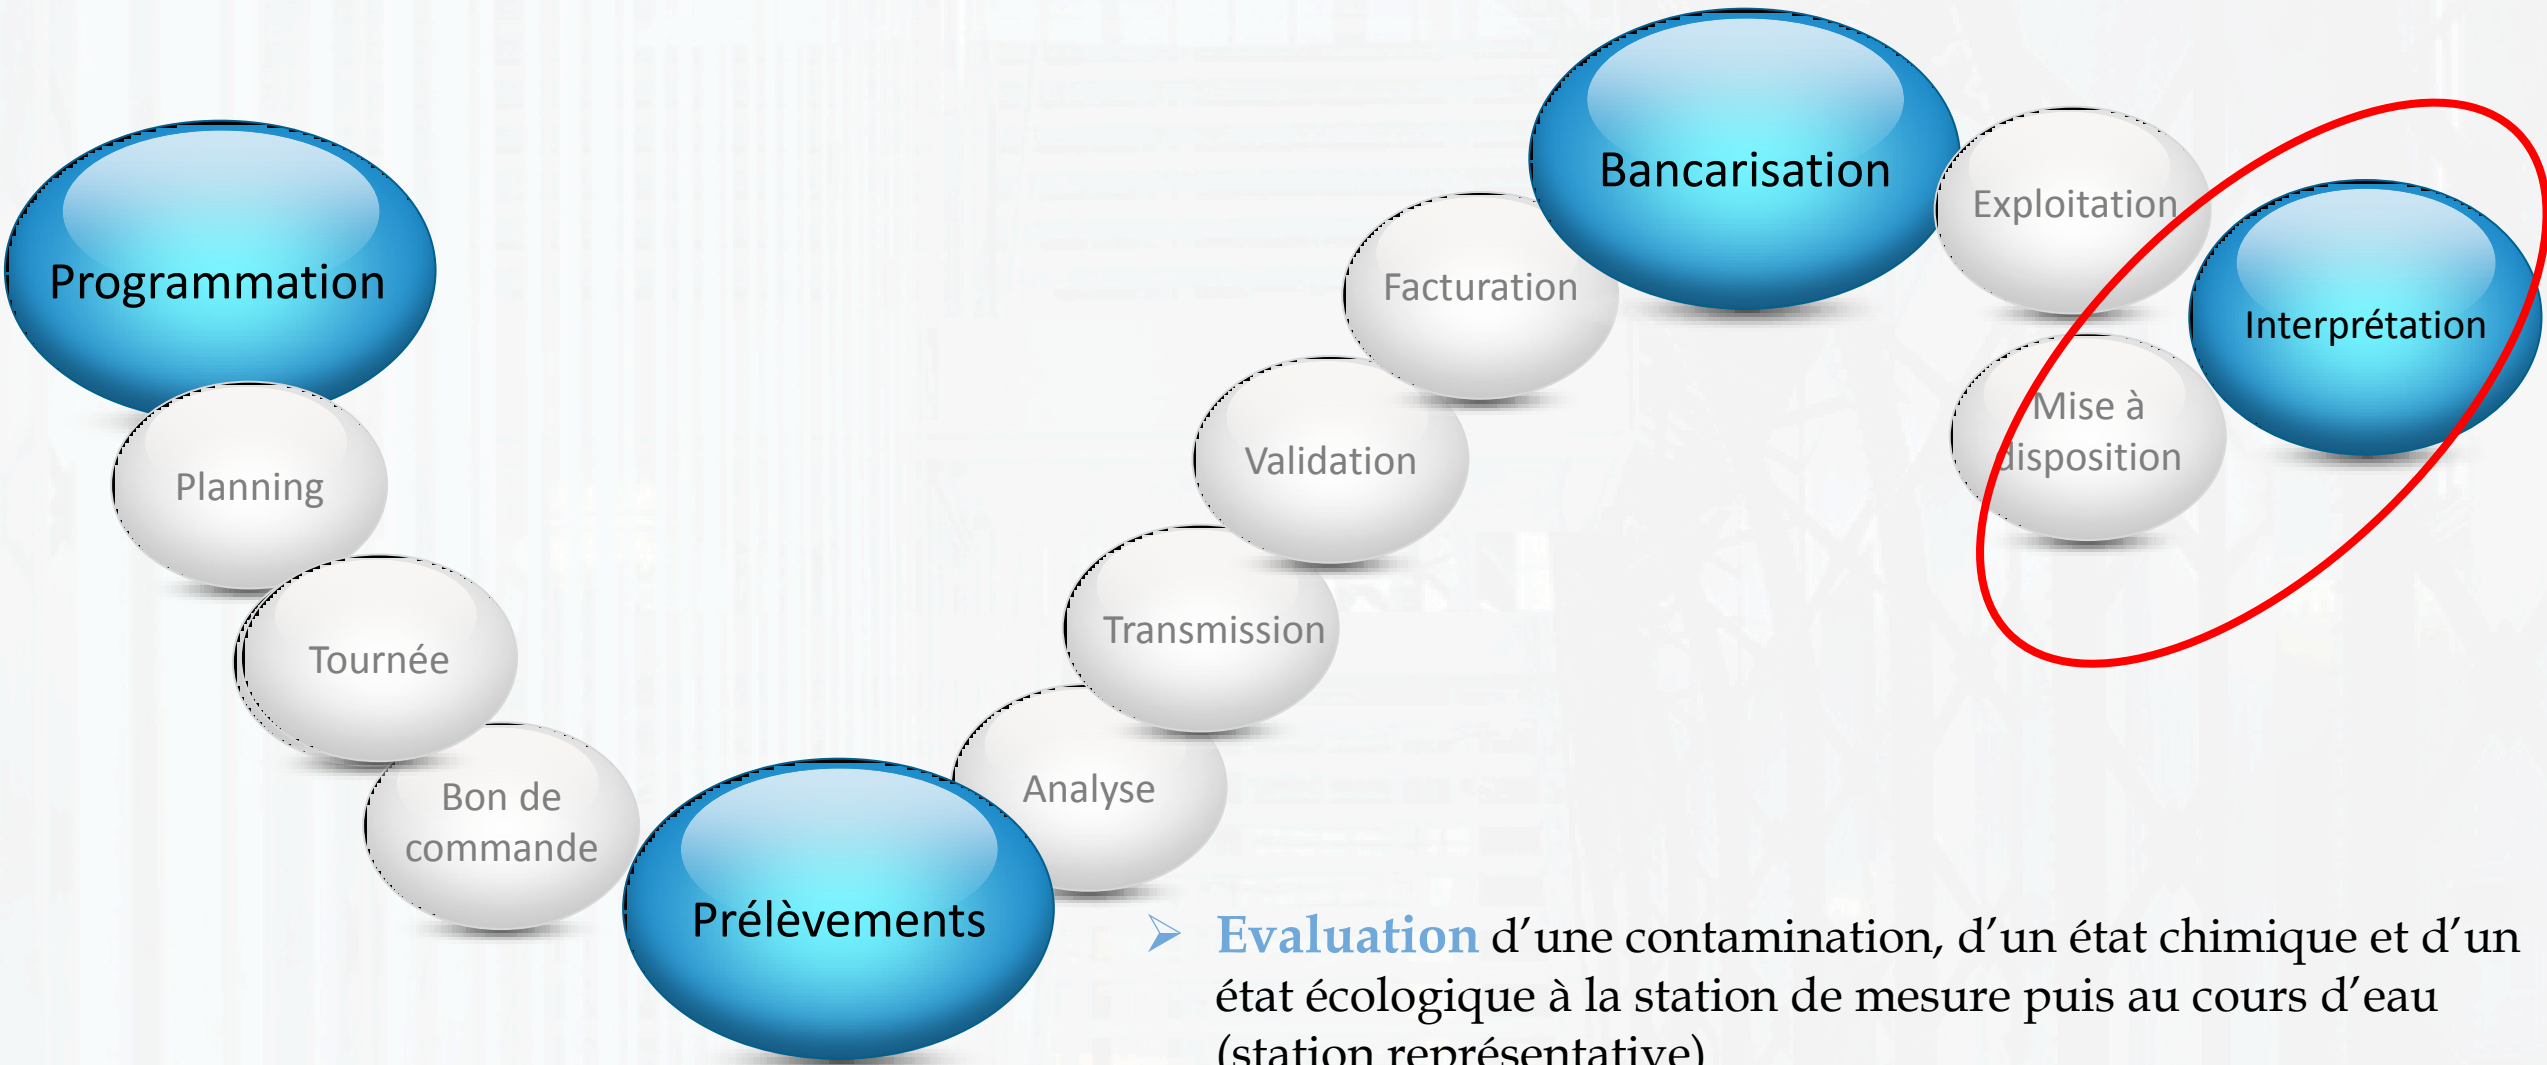 Programmation
Planning
Tournée
Bon de
commande
Prélèvements
Analyse
Transmission
Validation
Facturation
Bancarisation
Exploitation
Mise à
disposition
Interprétation
➢ Evaluation d’une contamination, d’un état chimique et d’un
état écologique à la station de mesure puis au cours d’eau
(station représentative)